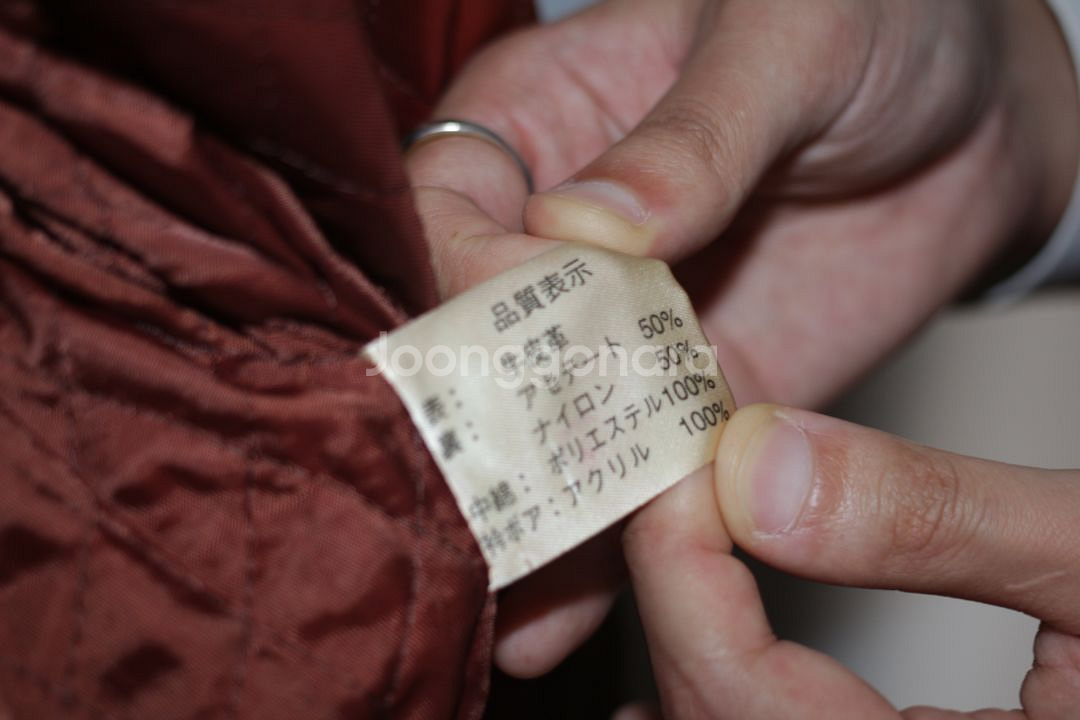 品質表示
表: 牛皮革
裏: アセテート 50%
ナイロン 50%
中綿: ポリエステル100%
衿ボア:アクリル 100%
Joonggonara